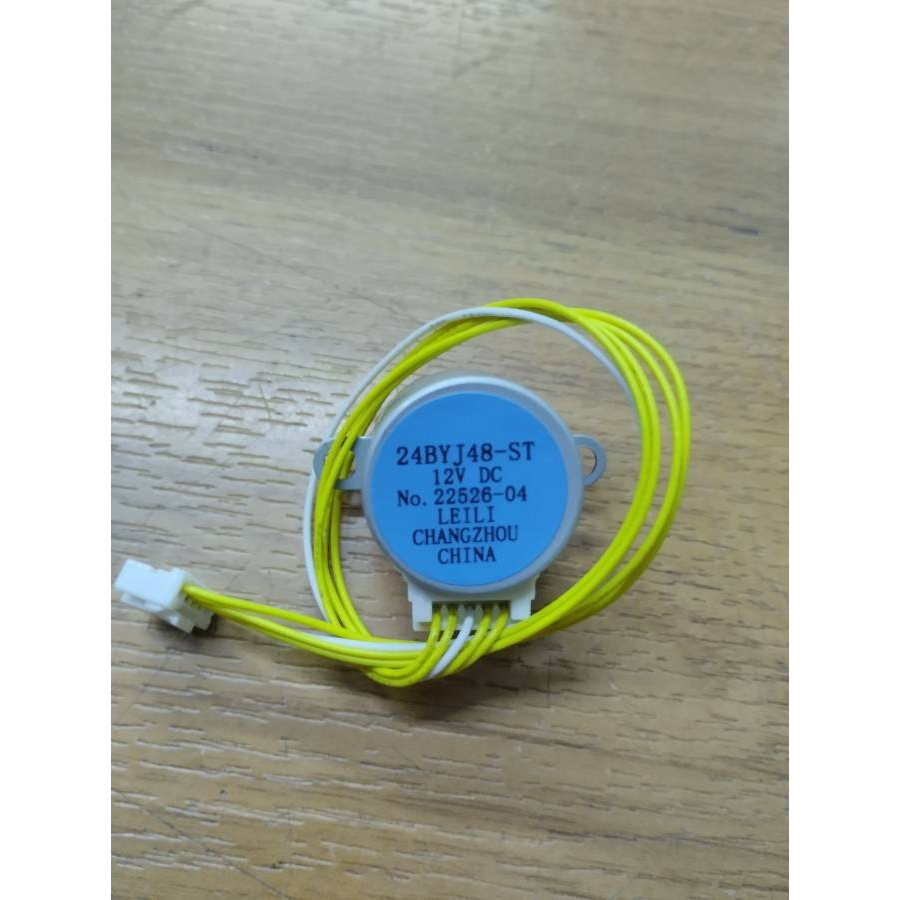 24BYJ48-ST
12V DC
No. 22526-04
LEILI
CHANGZHOU
CHINA